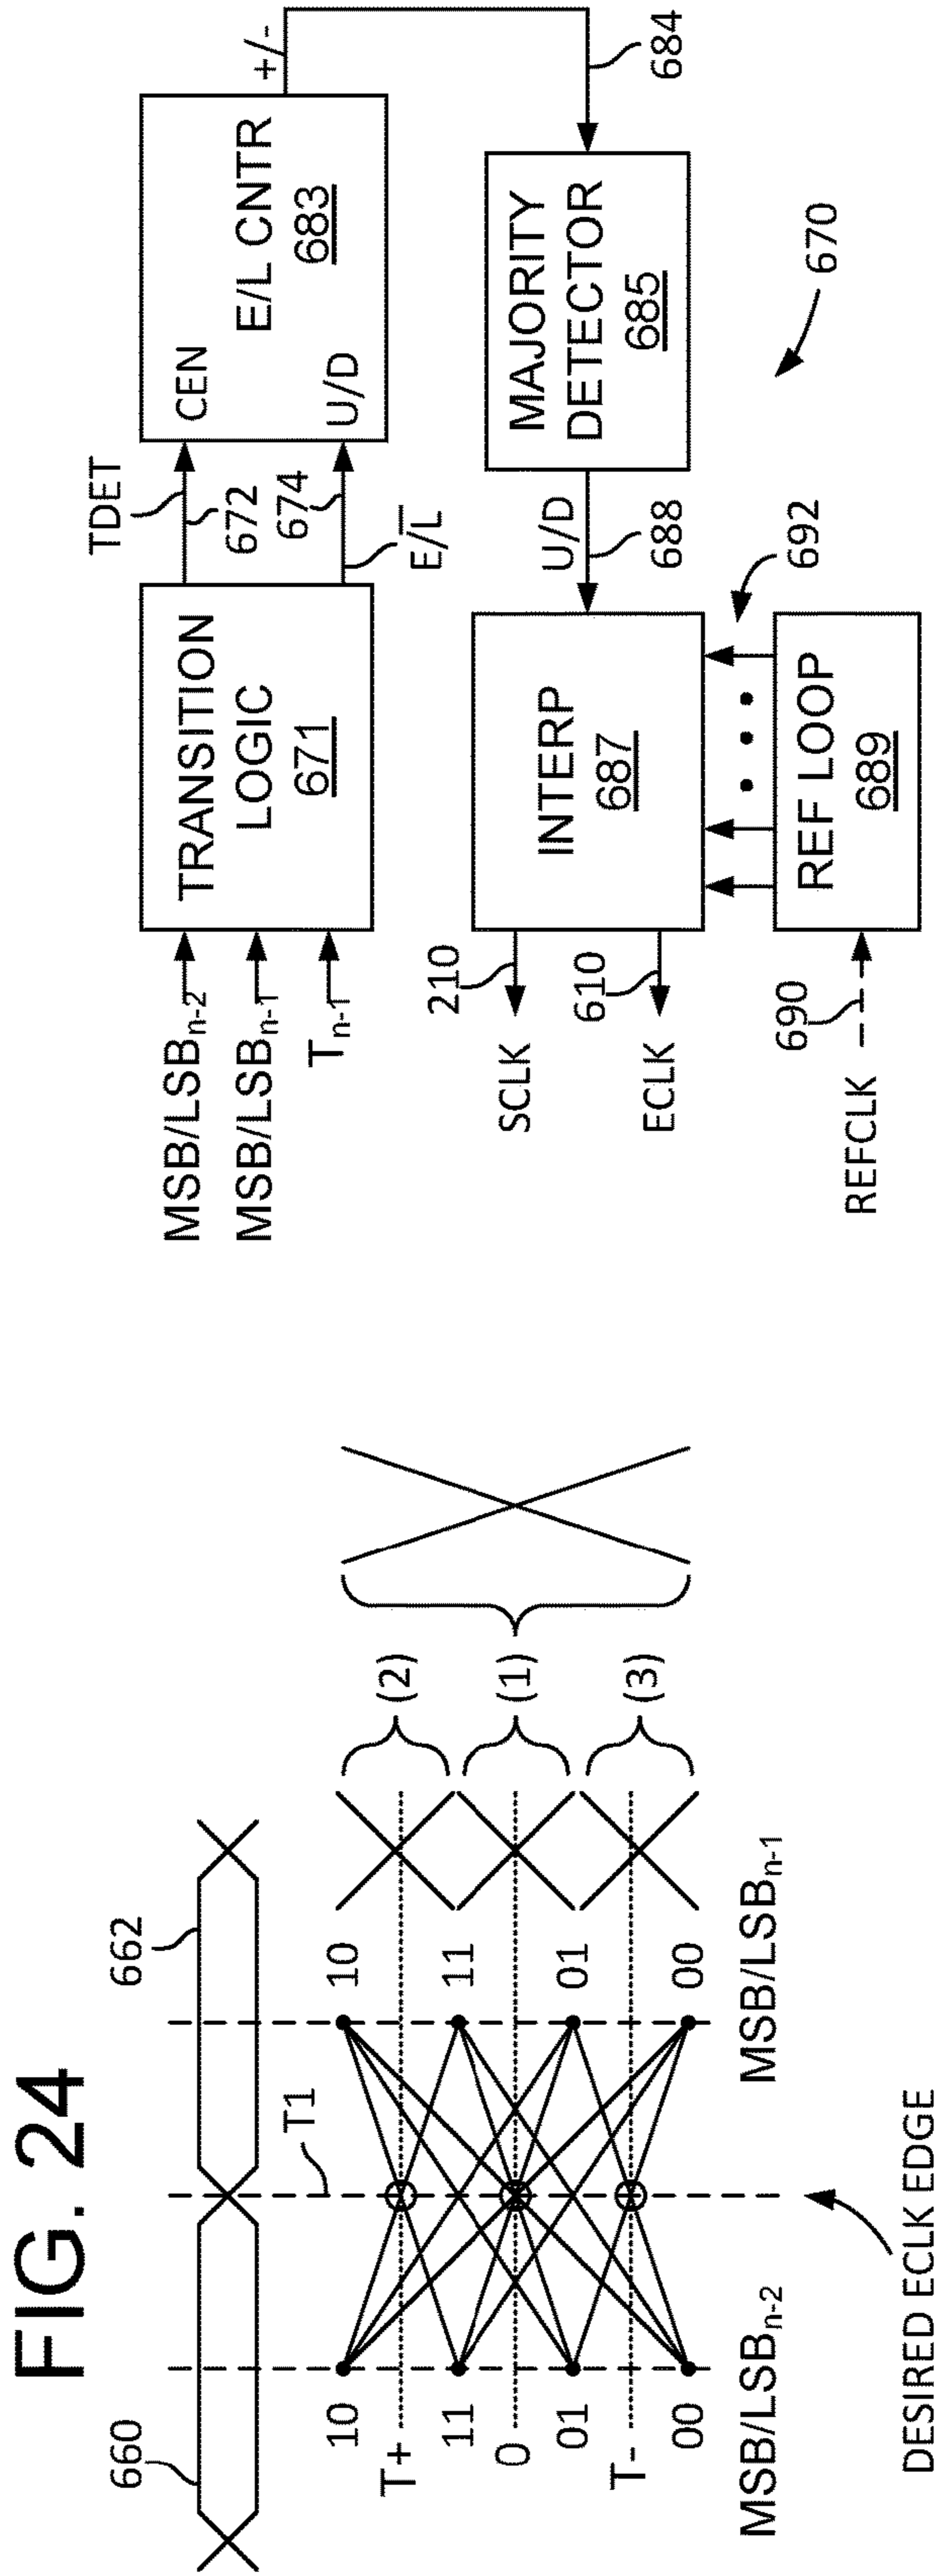 FIG. 24
660
662
T1
10
T+
11
0
01
T-
00
10
11
01
00
(2)
(1)
(3)
MSB/LSBn-2
MSB/LSBn-1
DESIRED ECLK EDGE
MSB/LSBn-2
MSB/LSBn-1
Tn-1
TRANSITION
LOGIC
671
TDET
672
674
E/L̅
CEN
U/D
E/L CNTR
683
+/-
684
MAJORITY
DETECTOR
685
U/D
688
INTERP
687
SCLK
210
ECLK
610
692
REF LOOP
689
REFCLK
690
670